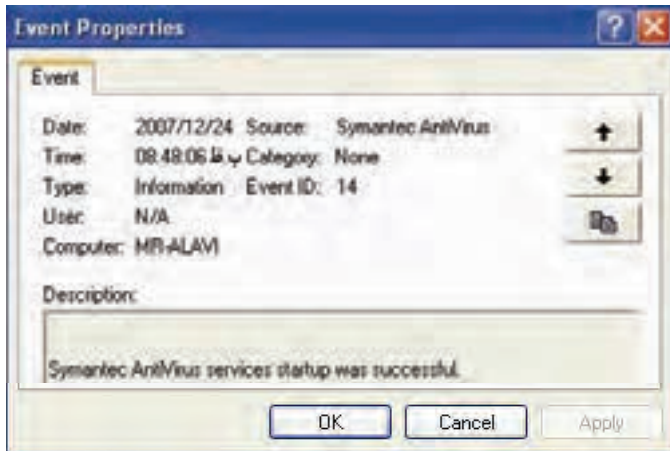 Event Properties
Event
Date: 2007/12/24 Source: Symantec AntiVirus
Time: 08:48:06 ب ظ Category: None
Type: Information Event ID: 14
User: N/A
Computer: MR-ALAVI
Description:
Symantec AntiVirus services startup was successful.
OK Cancel Apply